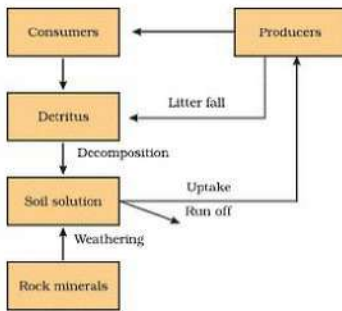 Consumers
Producers
Litter fall
Detritus
Decomposition
Uptake
Soil solution
Run off
Weathering
Rock minerals